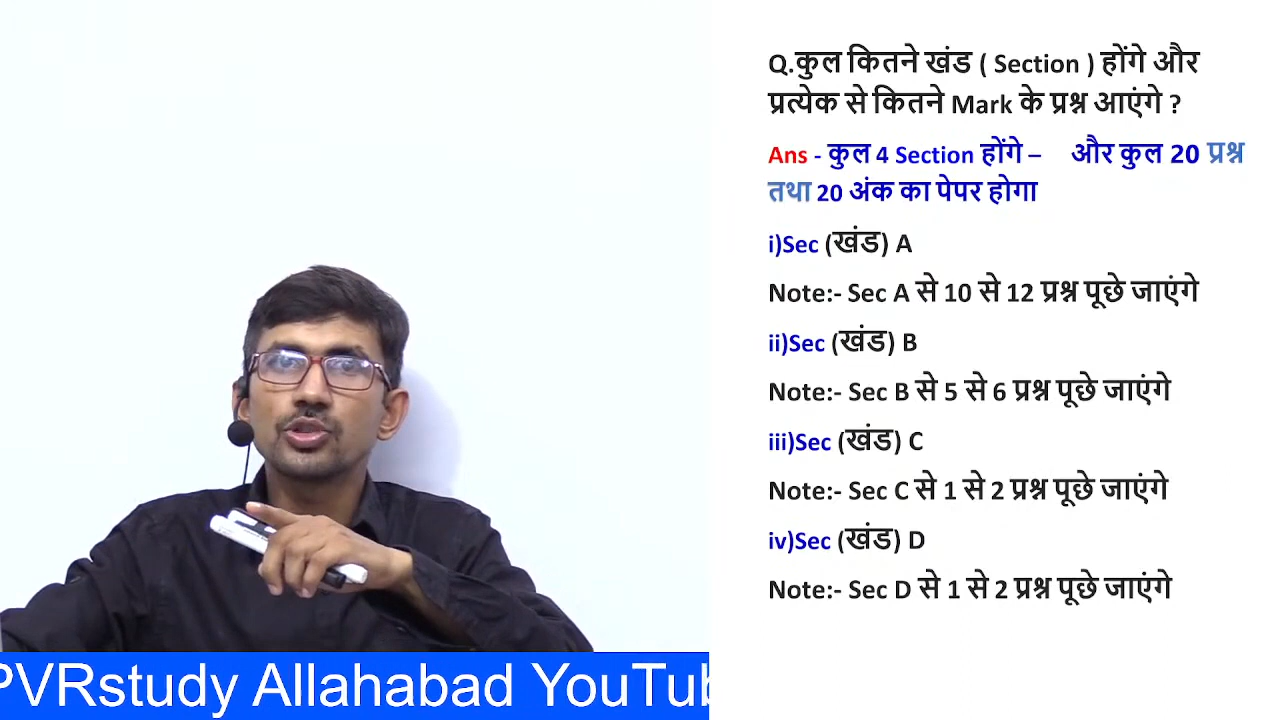 Q.कुल कितने खंड ( Section ) होंगे और
प्रत्येक से कितने Mark के प्रश्न आएंगे ?
Ans - कुल 4 Section होंगे – और कुल 20 प्रश्न
तथा 20 अंक का पेपर होगा
i)Sec (खंड) A
Note:- Sec A से 10 से 12 प्रश्न पूछे जाएंगे
ii)Sec (खंड) B
Note:- Sec B से 5 से 6 प्रश्न पूछे जाएंगे
iii)Sec (खंड) C
Note:- Sec C से 1 से 2 प्रश्न पूछे जाएंगे
iv)Sec (खंड) D
Note:- Sec D से 1 से 2 प्रश्न पूछे जाएंगे
PVRstudy Allahabad YouTub